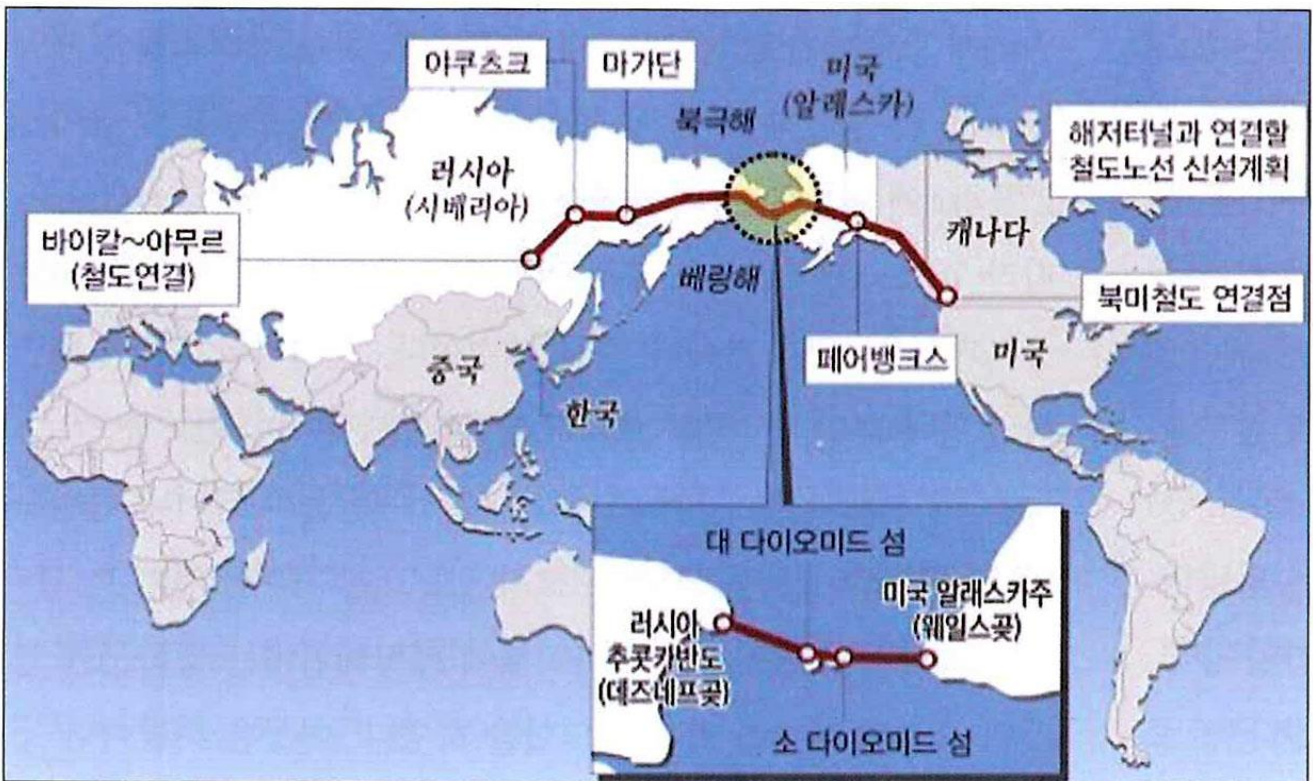 야쿠츠크
마가단
미국
(알래스카)
북극해
해저터널과 연결할
철도노선 신설계획
러시아
(시베리아)
캐나다
바이칼~아무르
(철도연결)
베링해
북미철도 연결점
중국
페어뱅크스
미국
한국
대 다이오미드 섬
미국 알래스카주
(웨일스곶)
러시아
추콧카반도
(데즈네프곶)
소 다이오미드 섬